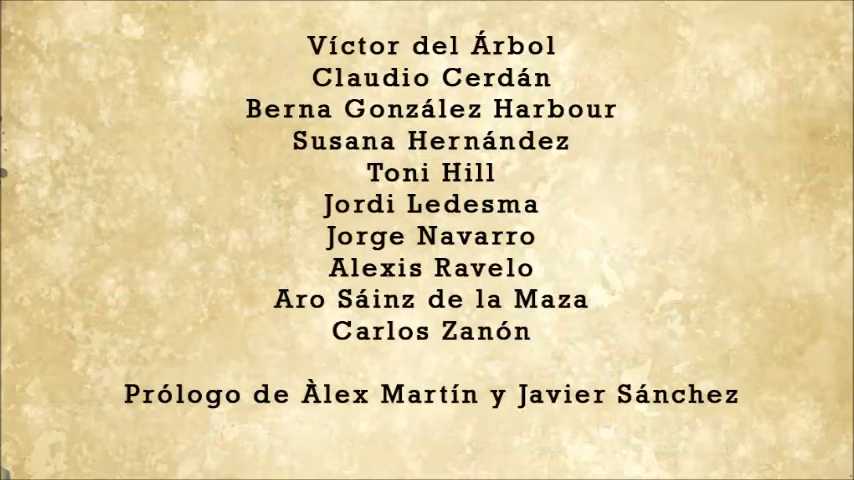 Víctor del Árbol
Claudio Cerdán
Berna González Harbour
Susana Hernández
Toni Hill
Jordi Ledesma
Jorge Navarro
Alexis Ravelo
Aro Sáinz de la Maza
Carlos Zanón
Prólogo de Àlex Martín y Javier Sánchez